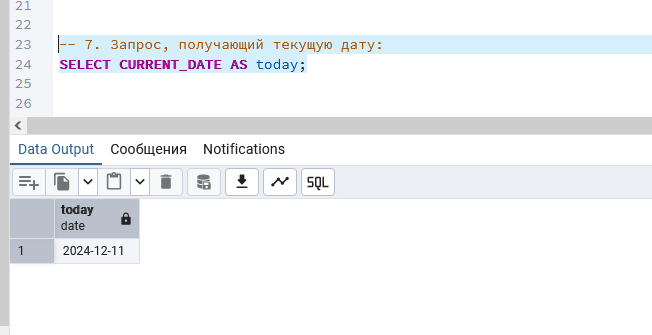 21
22
23 -- 7. Запрос, получающий текущую дату:
24 SELECT CURRENT_DATE AS today;
25
26
Data Output Сообщения Notifications
SQL
today
date
1 2024-12-11